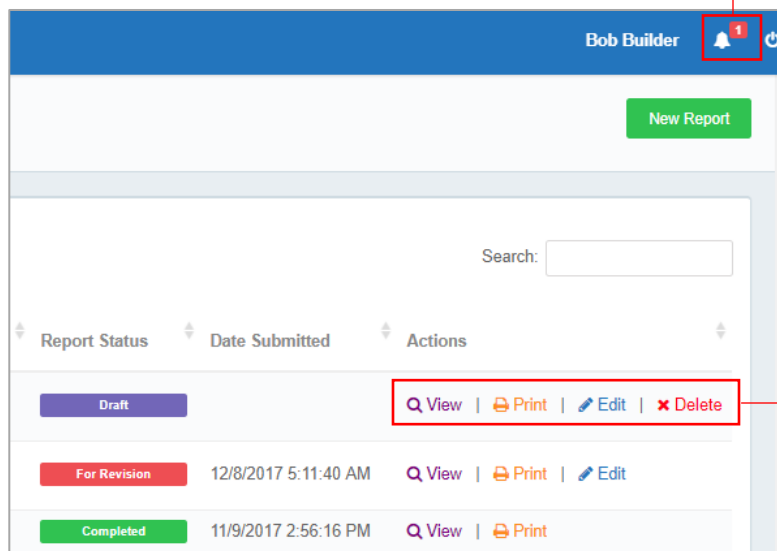 Bob Builder 1
New Report
Search:
Report Status Date Submitted Actions
Draft View | Print | Edit | Delete
For Revision 12/8/2017 5:11:40 AM View | Print | Edit
Completed 11/9/2017 2:56:16 PM View | Print